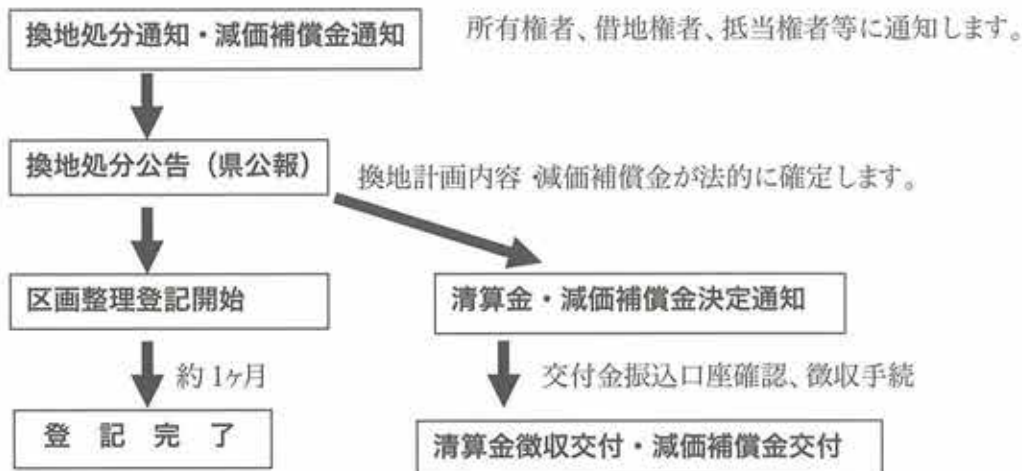 換地処分通知・減価補償金通知
所有権者、借地権者、抵当権者等に通知します。
換地処分公告（県公報）
換地計画内容・減価補償金が法的に確定します。
区画整理登記開始
清算金・減価補償金決定通知
約1ヶ月
交付金振込口座確認、徴収手続
登 記 完 了
清算金徴収交付・減価補償金交付